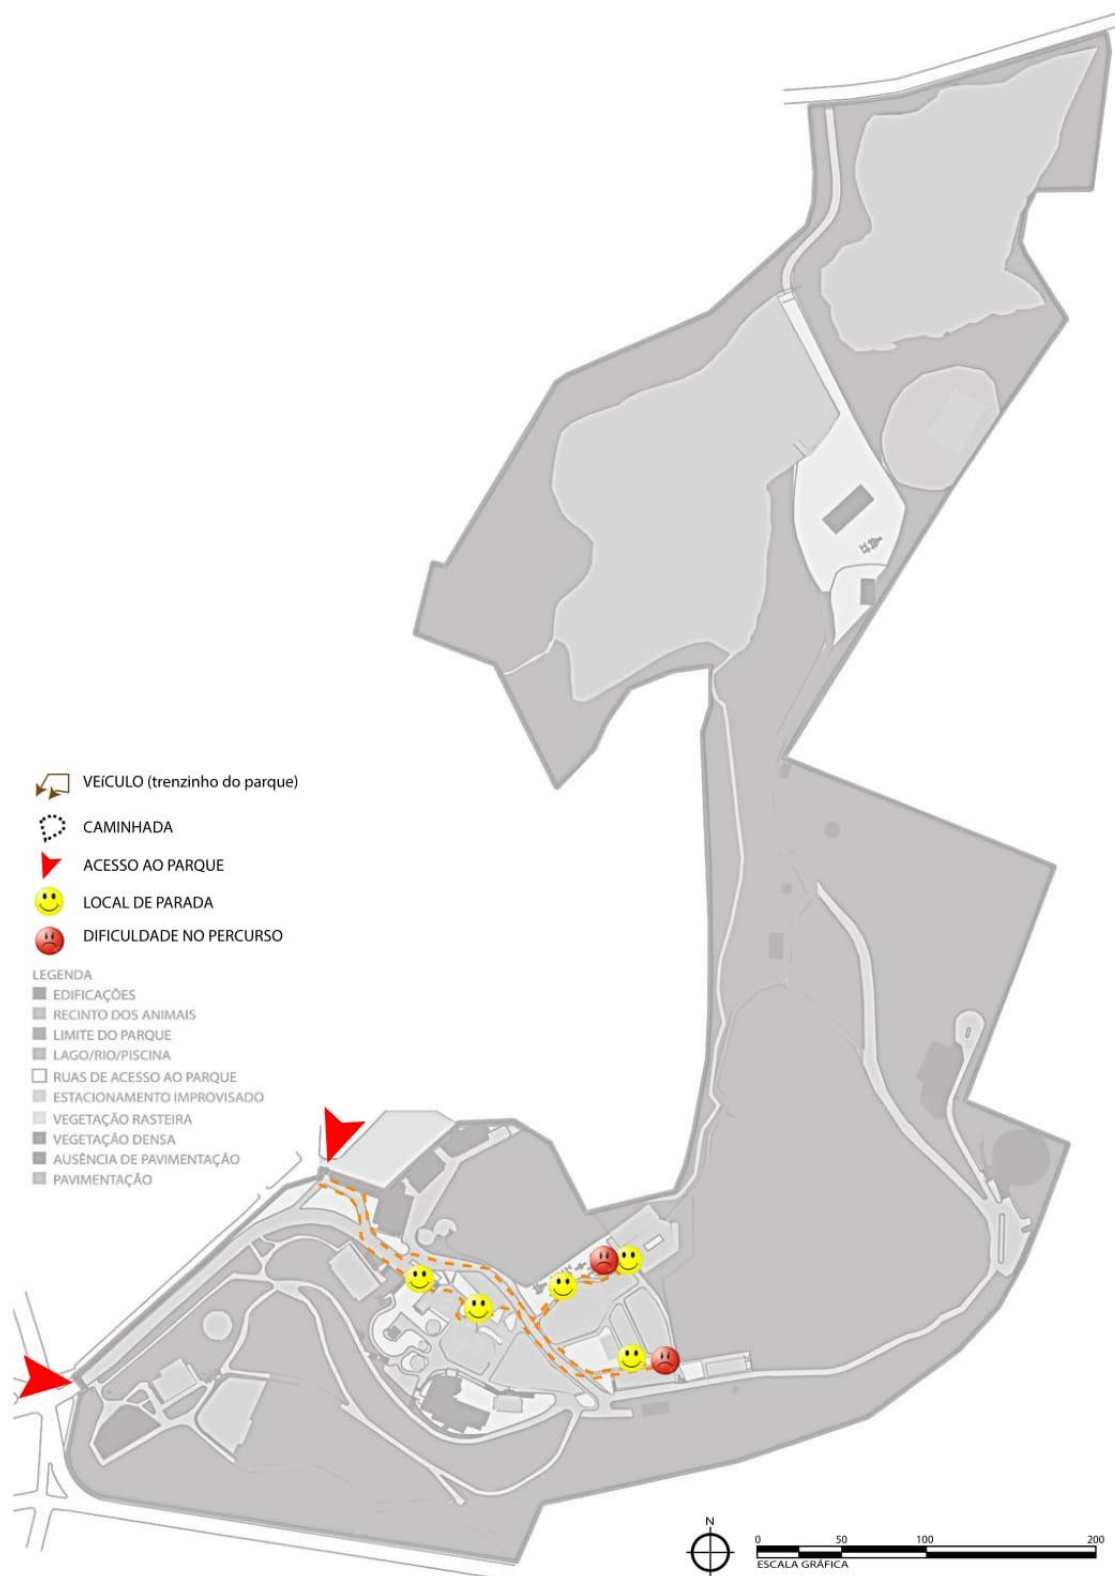 VEÍCULO (trenzinho do parque)
CAMINHADA
ACESSO AO PARQUE
LOCAL DE PARADA
DIFICULDADE NO PERCURSO
LEGENDA
EDIFICAÇÕES
RECINTO DOS ANIMAIS
LIMITE DO PARQUE
LAGO/RIO/PISCINA
RUAS DE ACESSO AO PARQUE
ESTACIONAMENTO IMPROVISADO
VEGETAÇÃO RASTEIRA
VEGETAÇÃO DENSA
AUSÊNCIA DE PAVIMENTAÇÃO
PAVIMENTAÇÃO
N
0 50 100 200
ESCALA GRÁFICA